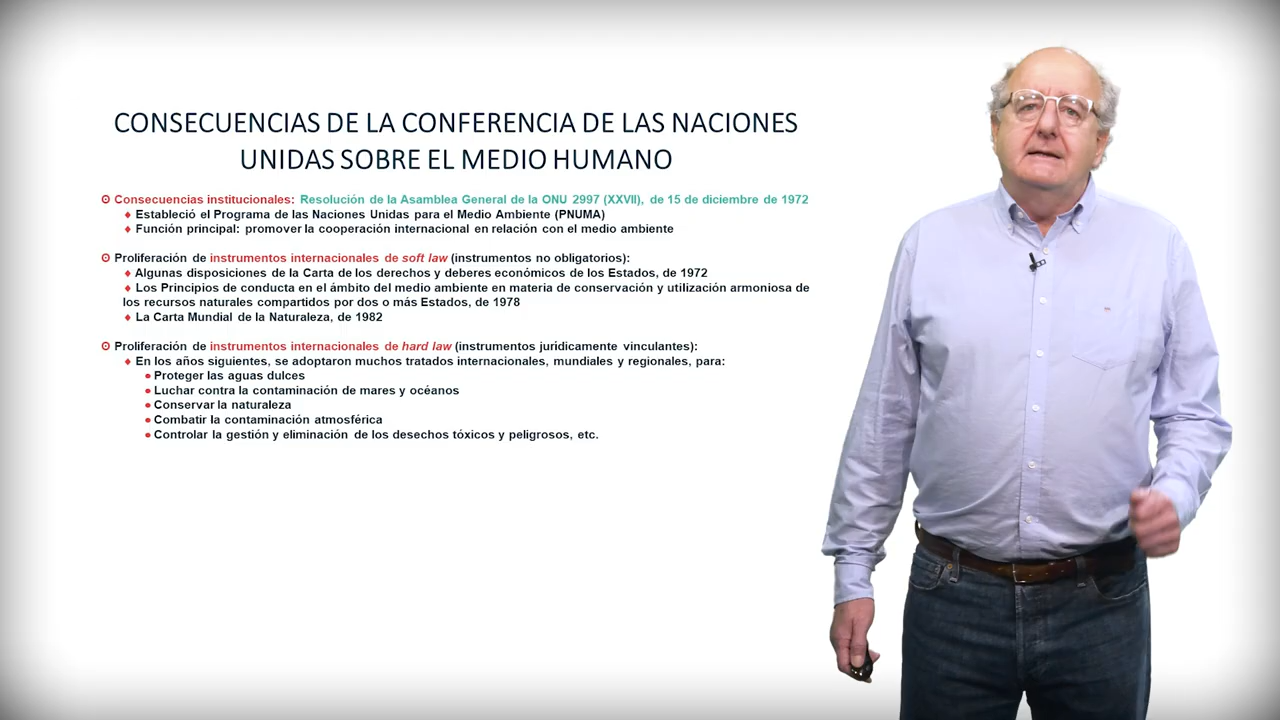 CONSECUENCIAS DE LA CONFERENCIA DE LAS NACIONES
UNIDAS SOBRE EL MEDIO HUMANO
Consecuencias institucionales: Resolución de la Asamblea General de la ONU 2997 (XXVII), de 15 de diciembre de 1972
Estableció el Programa de las Naciones Unidas para el Medio Ambiente (PNUMA)
Función principal: promover la cooperación internacional en relación con el medio ambiente
Proliferación de instrumentos internacionales de soft law (instrumentos no obligatorios):
Algunas disposiciones de la Carta de los derechos y deberes económicos de los Estados, de 1972
Los Principios de conducta en el ámbito del medio ambiente en materia de conservación y utilización armoniosa de
los recursos naturales compartidos por dos o más Estados, de 1978
La Carta Mundial de la Naturaleza, de 1982
Proliferación de instrumentos internacionales de hard law (instrumentos juridicamente vinculantes):
En los años siguientes, se adoptaron muchos tratados internacionales, mundiales y regionales, para:
Proteger las aguas dulces
Luchar contra la contaminación de mares y océanos
Conservar la naturaleza
Combatir la contaminación atmosférica
Controlar la gestión y eliminación de los desechos tóxicos y peligrosos, etc.